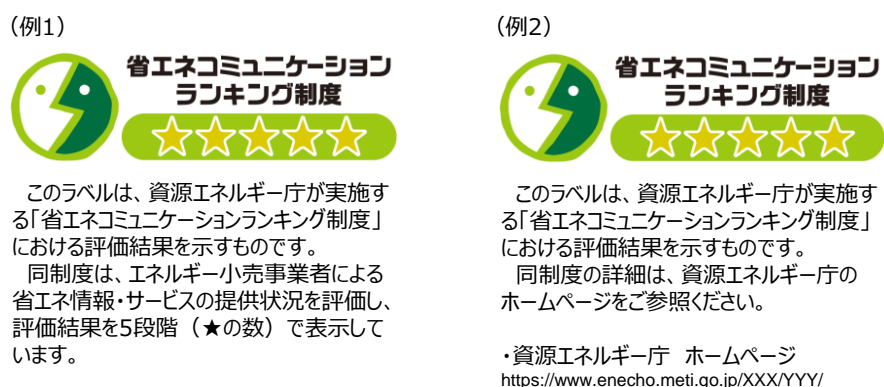 （例1）
省エネコミュニケーション
ランキング制度
このラベルは、資源エネルギー庁が実施す
る「省エネコミュニケーションランキング制度」
における評価結果を示すものです。
同制度は、エネルギー小売事業者による
省エネ情報・サービスの提供状況を評価し、
評価結果を5段階（★の数）で表示して
います。
（例2）
省エネコミュニケーション
ランキング制度
このラベルは、資源エネルギー庁が実施す
る「省エネコミュニケーションランキング制度」
における評価結果を示すものです。
同制度の詳細は、資源エネルギー庁の
ホームページをご参照ください。
・資源エネルギー庁　ホームページ
https://www.enecho.meti.go.jp/XXX/YYY/